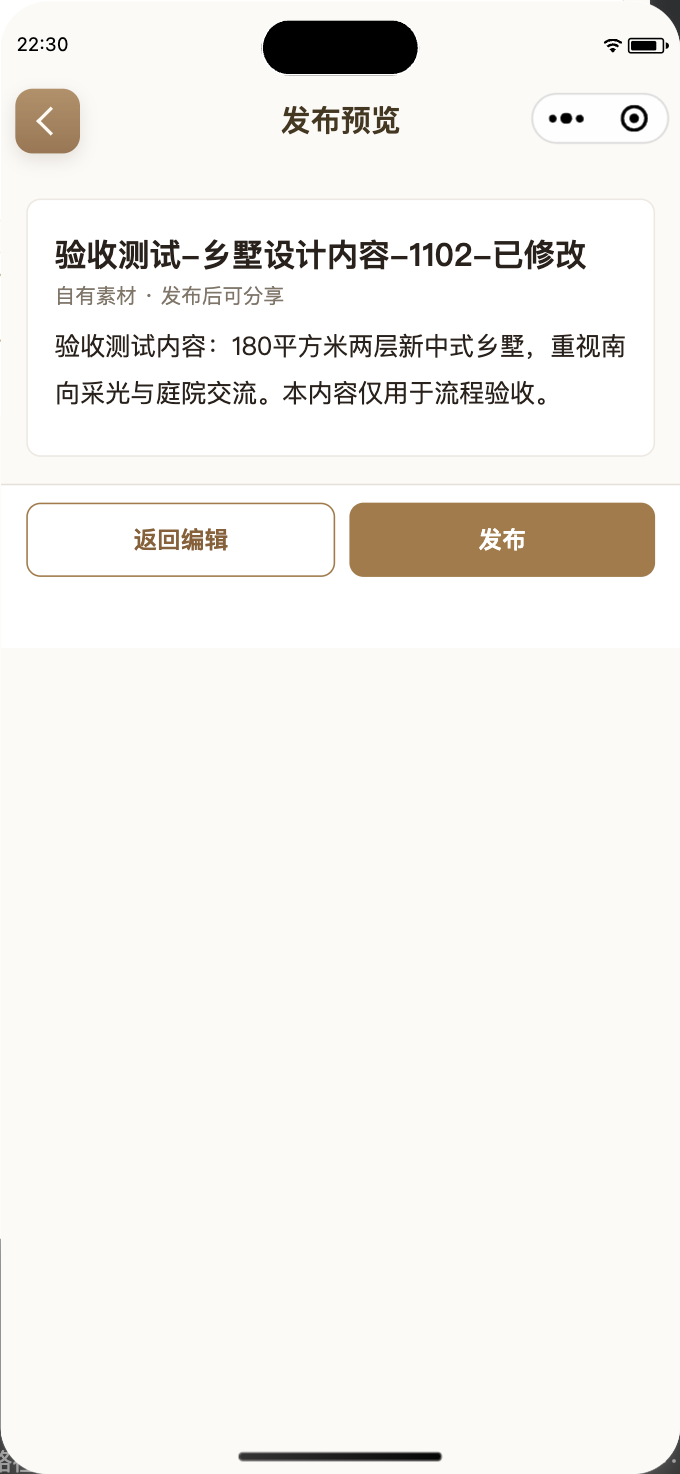 22:30
发布预览
验收测试-乡墅设计内容-1102-已修改
自有素材 · 发布后可分享
验收测试内容：180平方米两层新中式乡墅，重视南
向采光与庭院交流。本内容仅用于流程验收。
返回编辑
发布